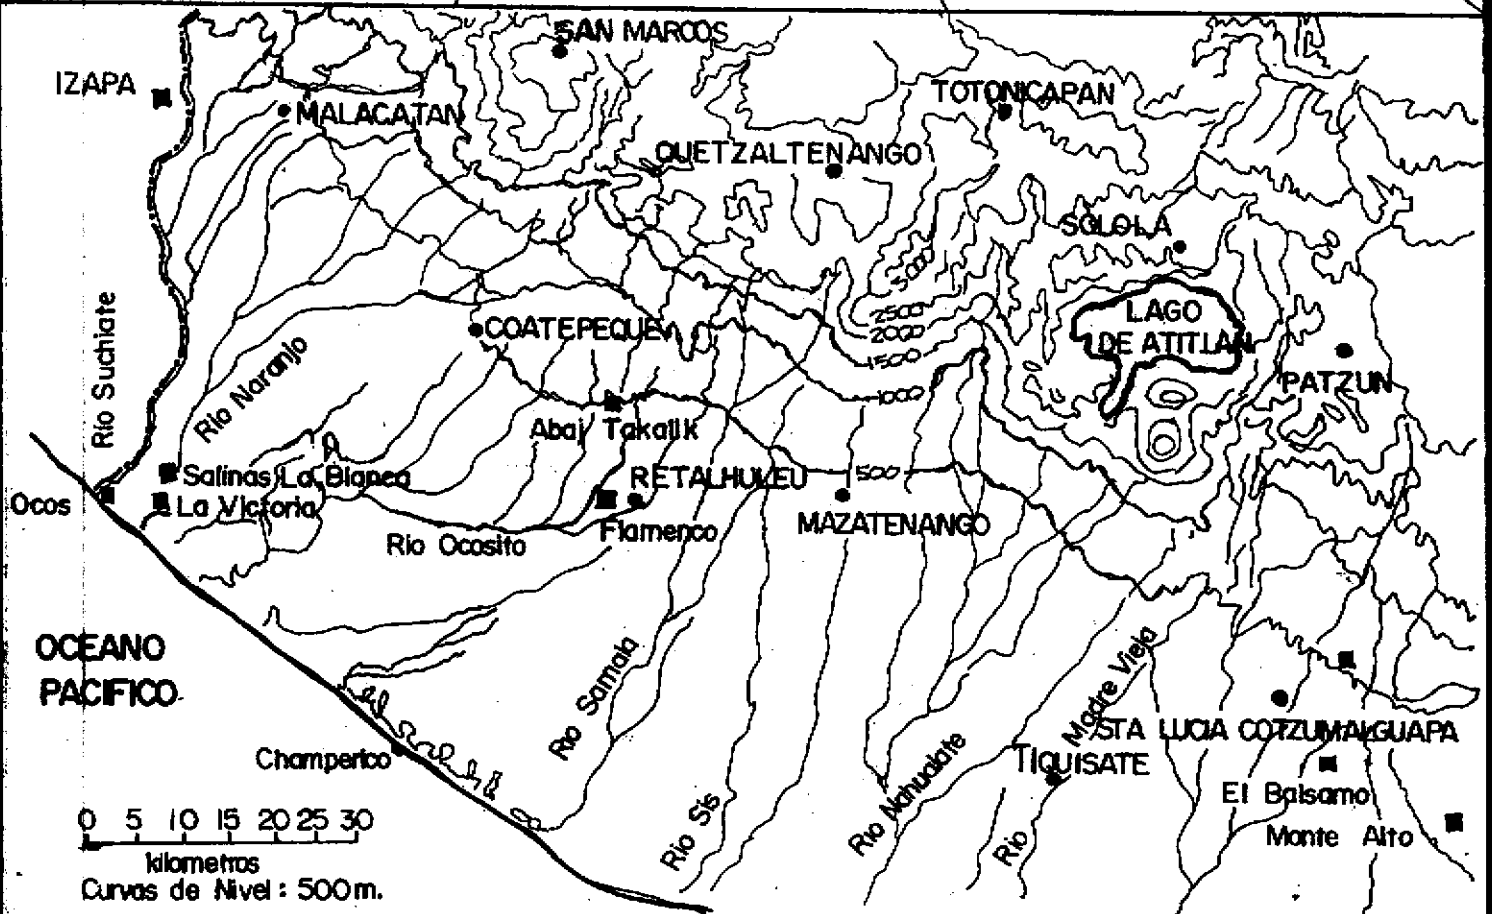 SAN MARCOS
IZAPA
MALACATAN
TOTONICAPAN
QUETZALTENANGO
SOLOLA
5000
2500
2000
1500
1000
500
LAGO
DE ATITLAN
PATZUN
COATEPEQUE
Rio Suchiate
Rio Naranjo
Abaj Takalik
Salinas La Blanca
La Victoria
Ocos
RETALHULEU
Flamenco
MAZATENANGO
Rio Ocosito
OCEANO
PACIFICO
Rio Samala
Madre Vieja
STA LUCIA COTZUMALGUAPA
Champerico
TIQUISATE
El Balsamo
Monte Alto
Rio Sis
Rio Nahualate
Rio
0 5 10 15 20 25 30
kilometros
Curvas de Nivel : 500m.